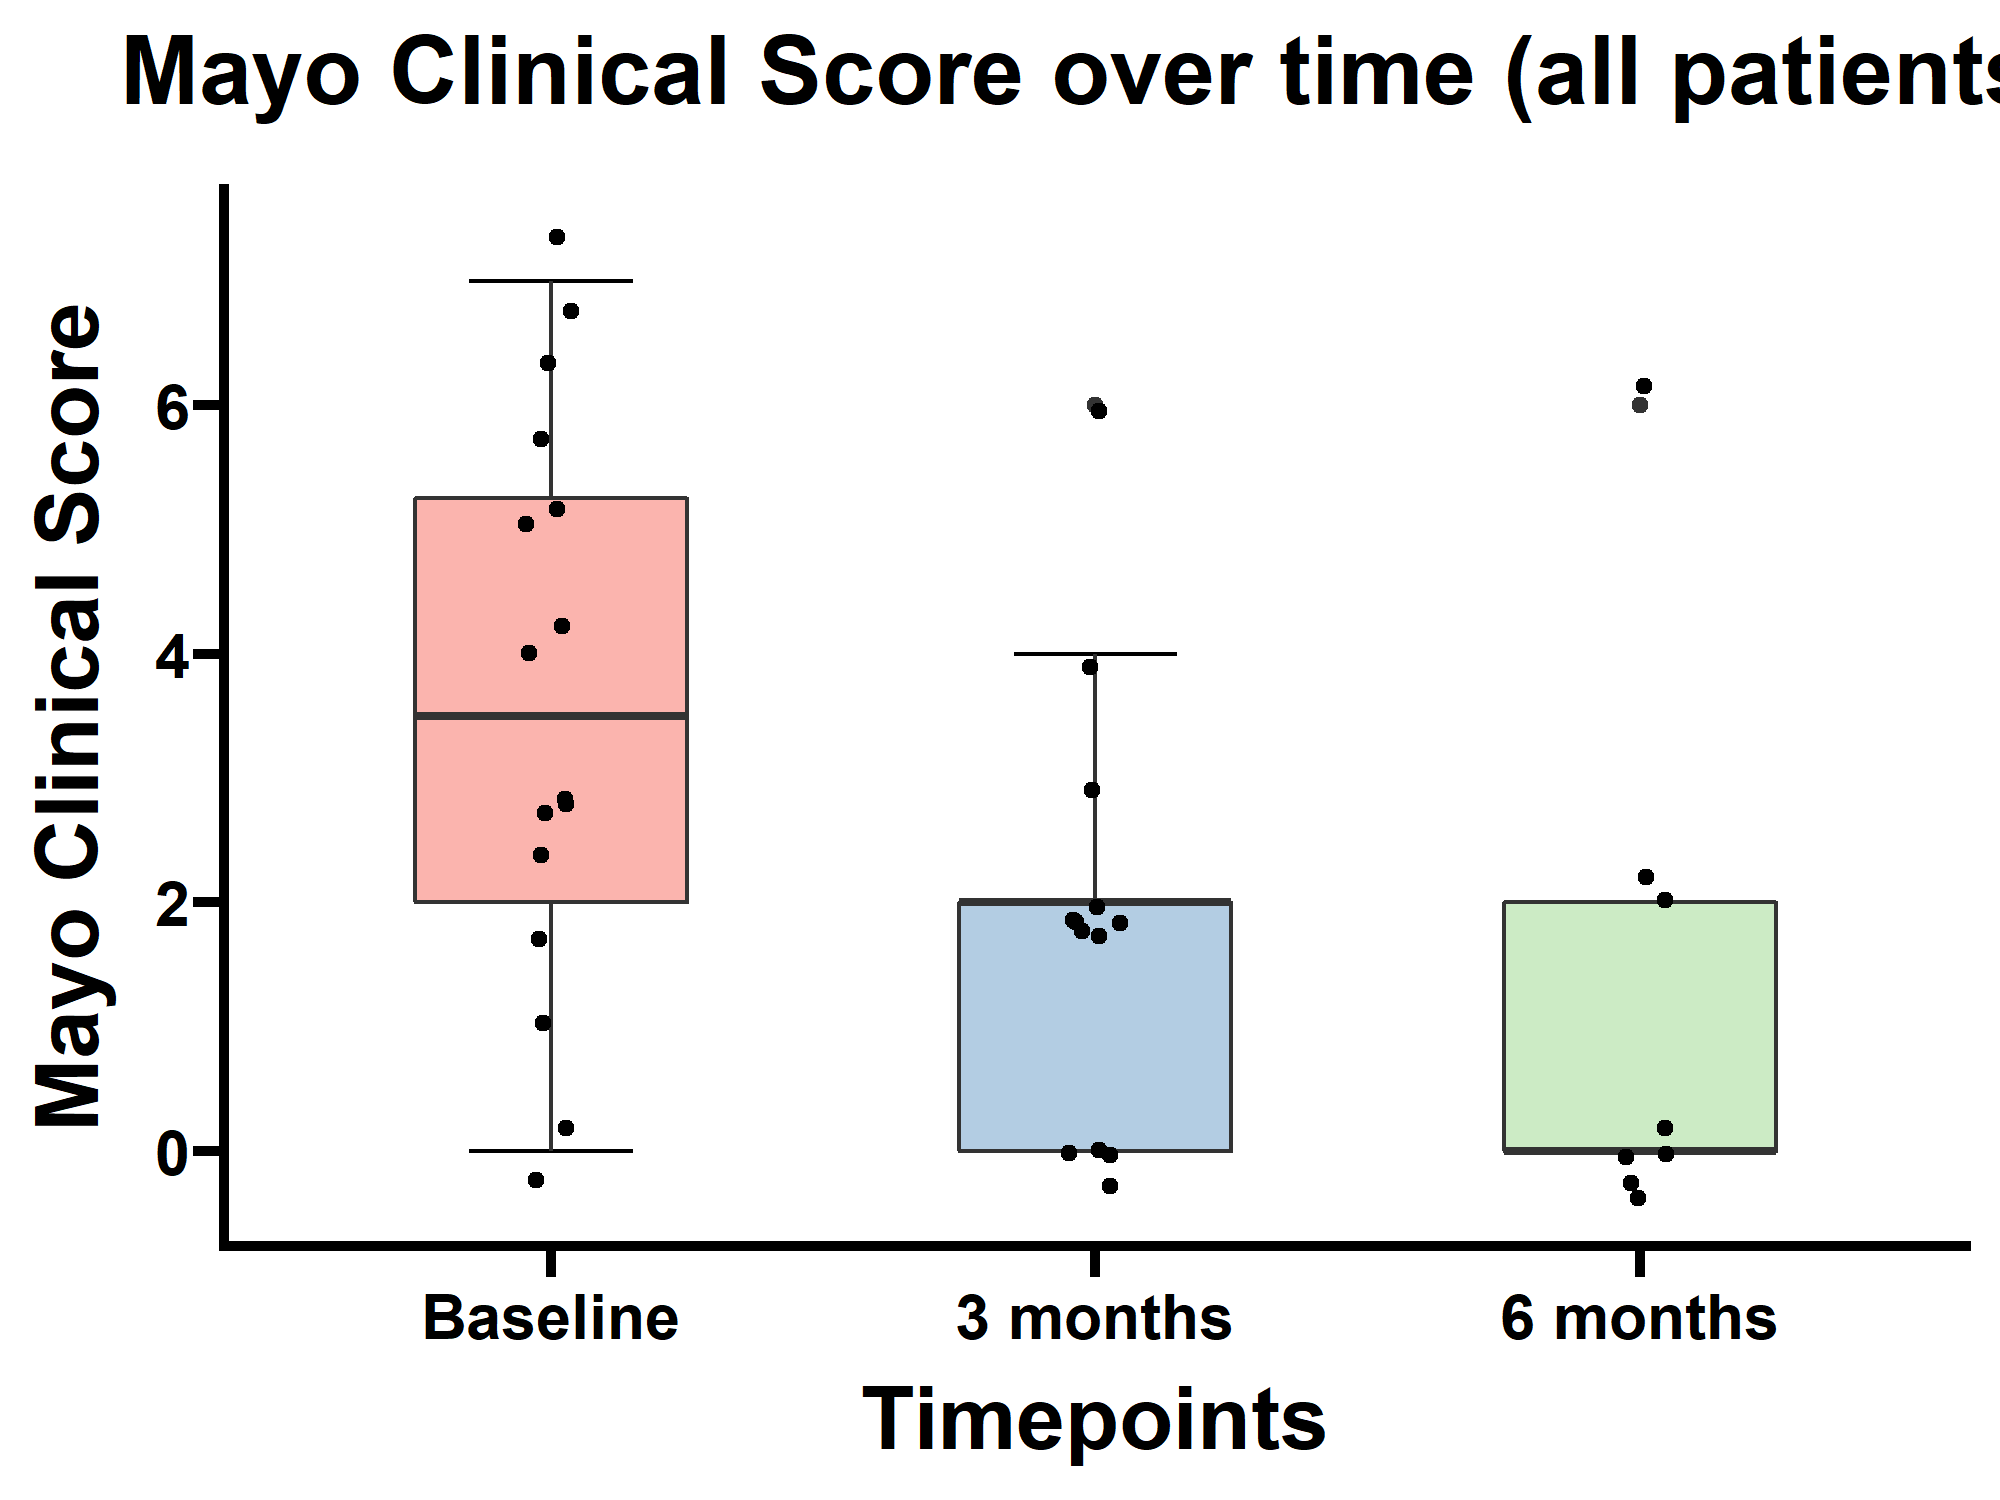 Mayo Clinical Score over time (all patients
Mayo Clinical Score
6
4
2
0
Baseline
3 months
6 months
Timepoints